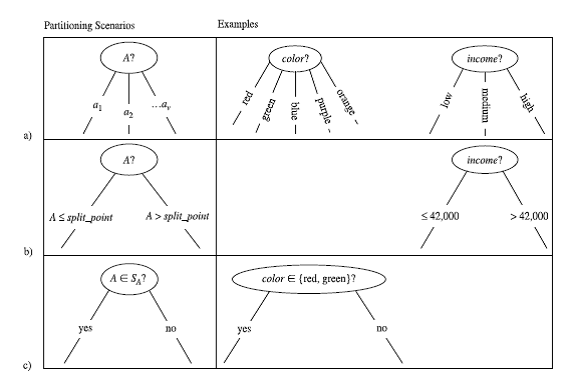 Partitioning Scenarios
Examples
a)
A?
a1
a2
...av
color?
red
green
blue
purple
orange
income?
low
medium
high
b)
A?
A ≤ split_point
A > split_point
income?
≤ 42,000
> 42,000
c)
A ∈ SA?
yes
no
color ∈ {red, green}?
yes
no